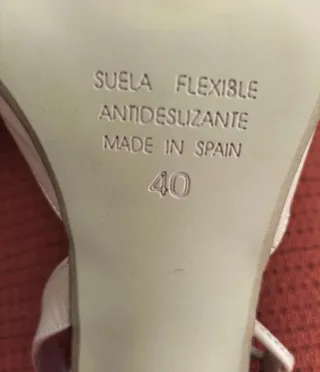 SUELA FLEXIBLE
ANTIDESLIZANTE
MADE IN SPAIN
40